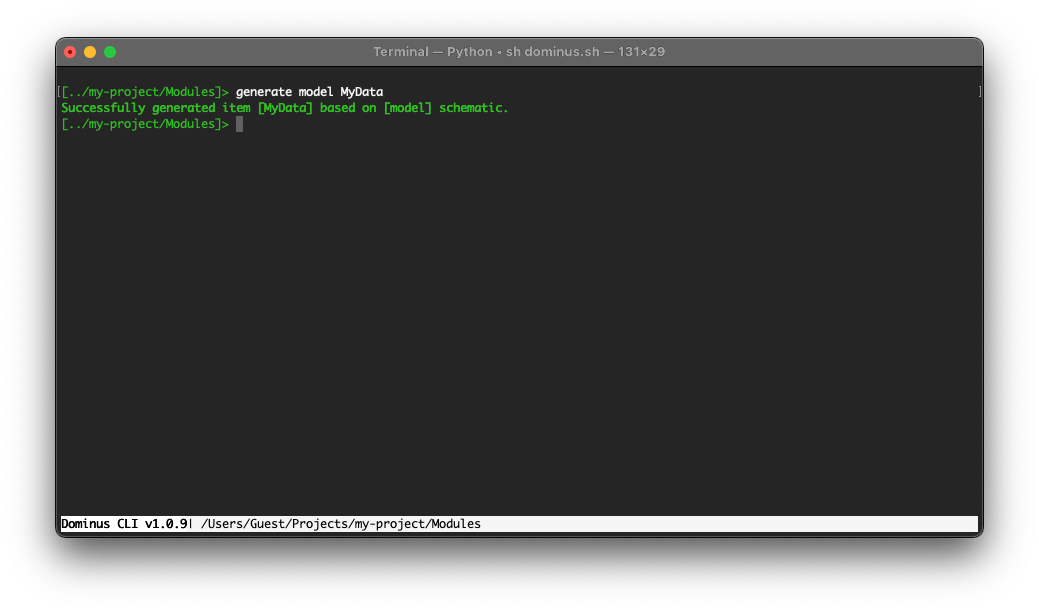 Terminal — Python ◂ sh dominus.sh — 131×29
[[../my-project/Modules]> generate model MyData ]
Successfully generated item [MyData] based on [model] schematic.
[../my-project/Modules]>
Dominus CLI v1.0.9| /Users/Guest/Projects/my-project/Modules